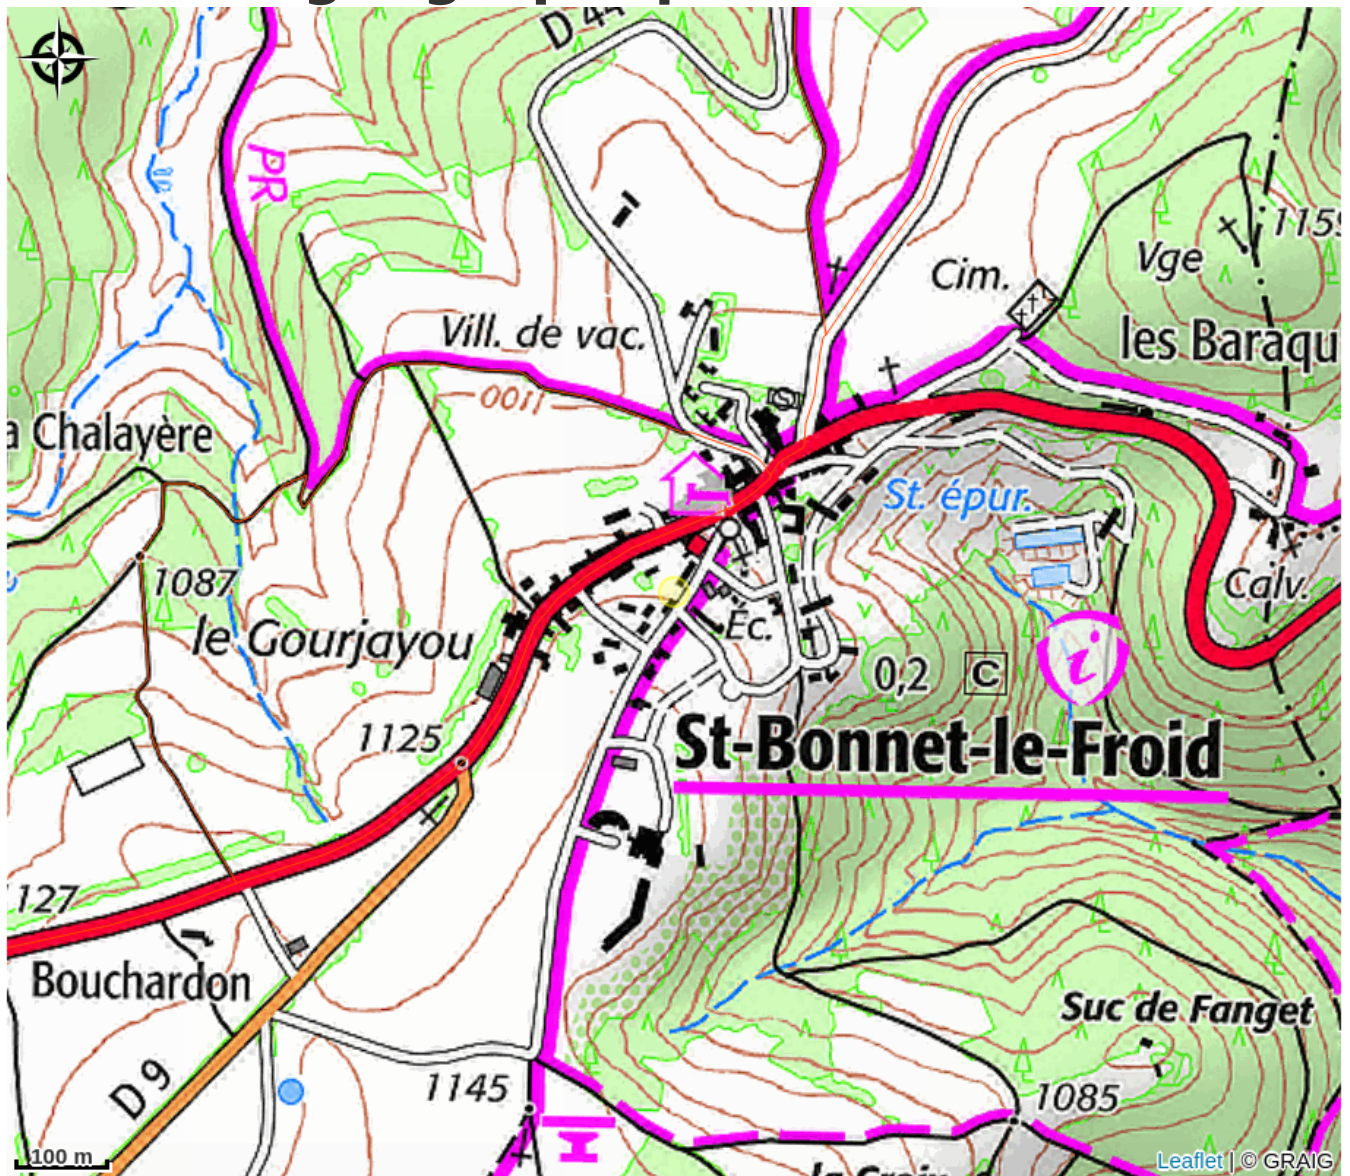 D 44
PR
1159
Cim.
Vge
Vill. de vac.
les Baraqu
1100
a Chalayère
St. épur.
1087
Calv.
le Gourjayou
Éc.
0,2 C
i
1125
St-Bonnet-le-Froid
127
Bouchardon
Suc de Fanget
D 9
1145
1085
100 m
Leaflet | © GRAIG